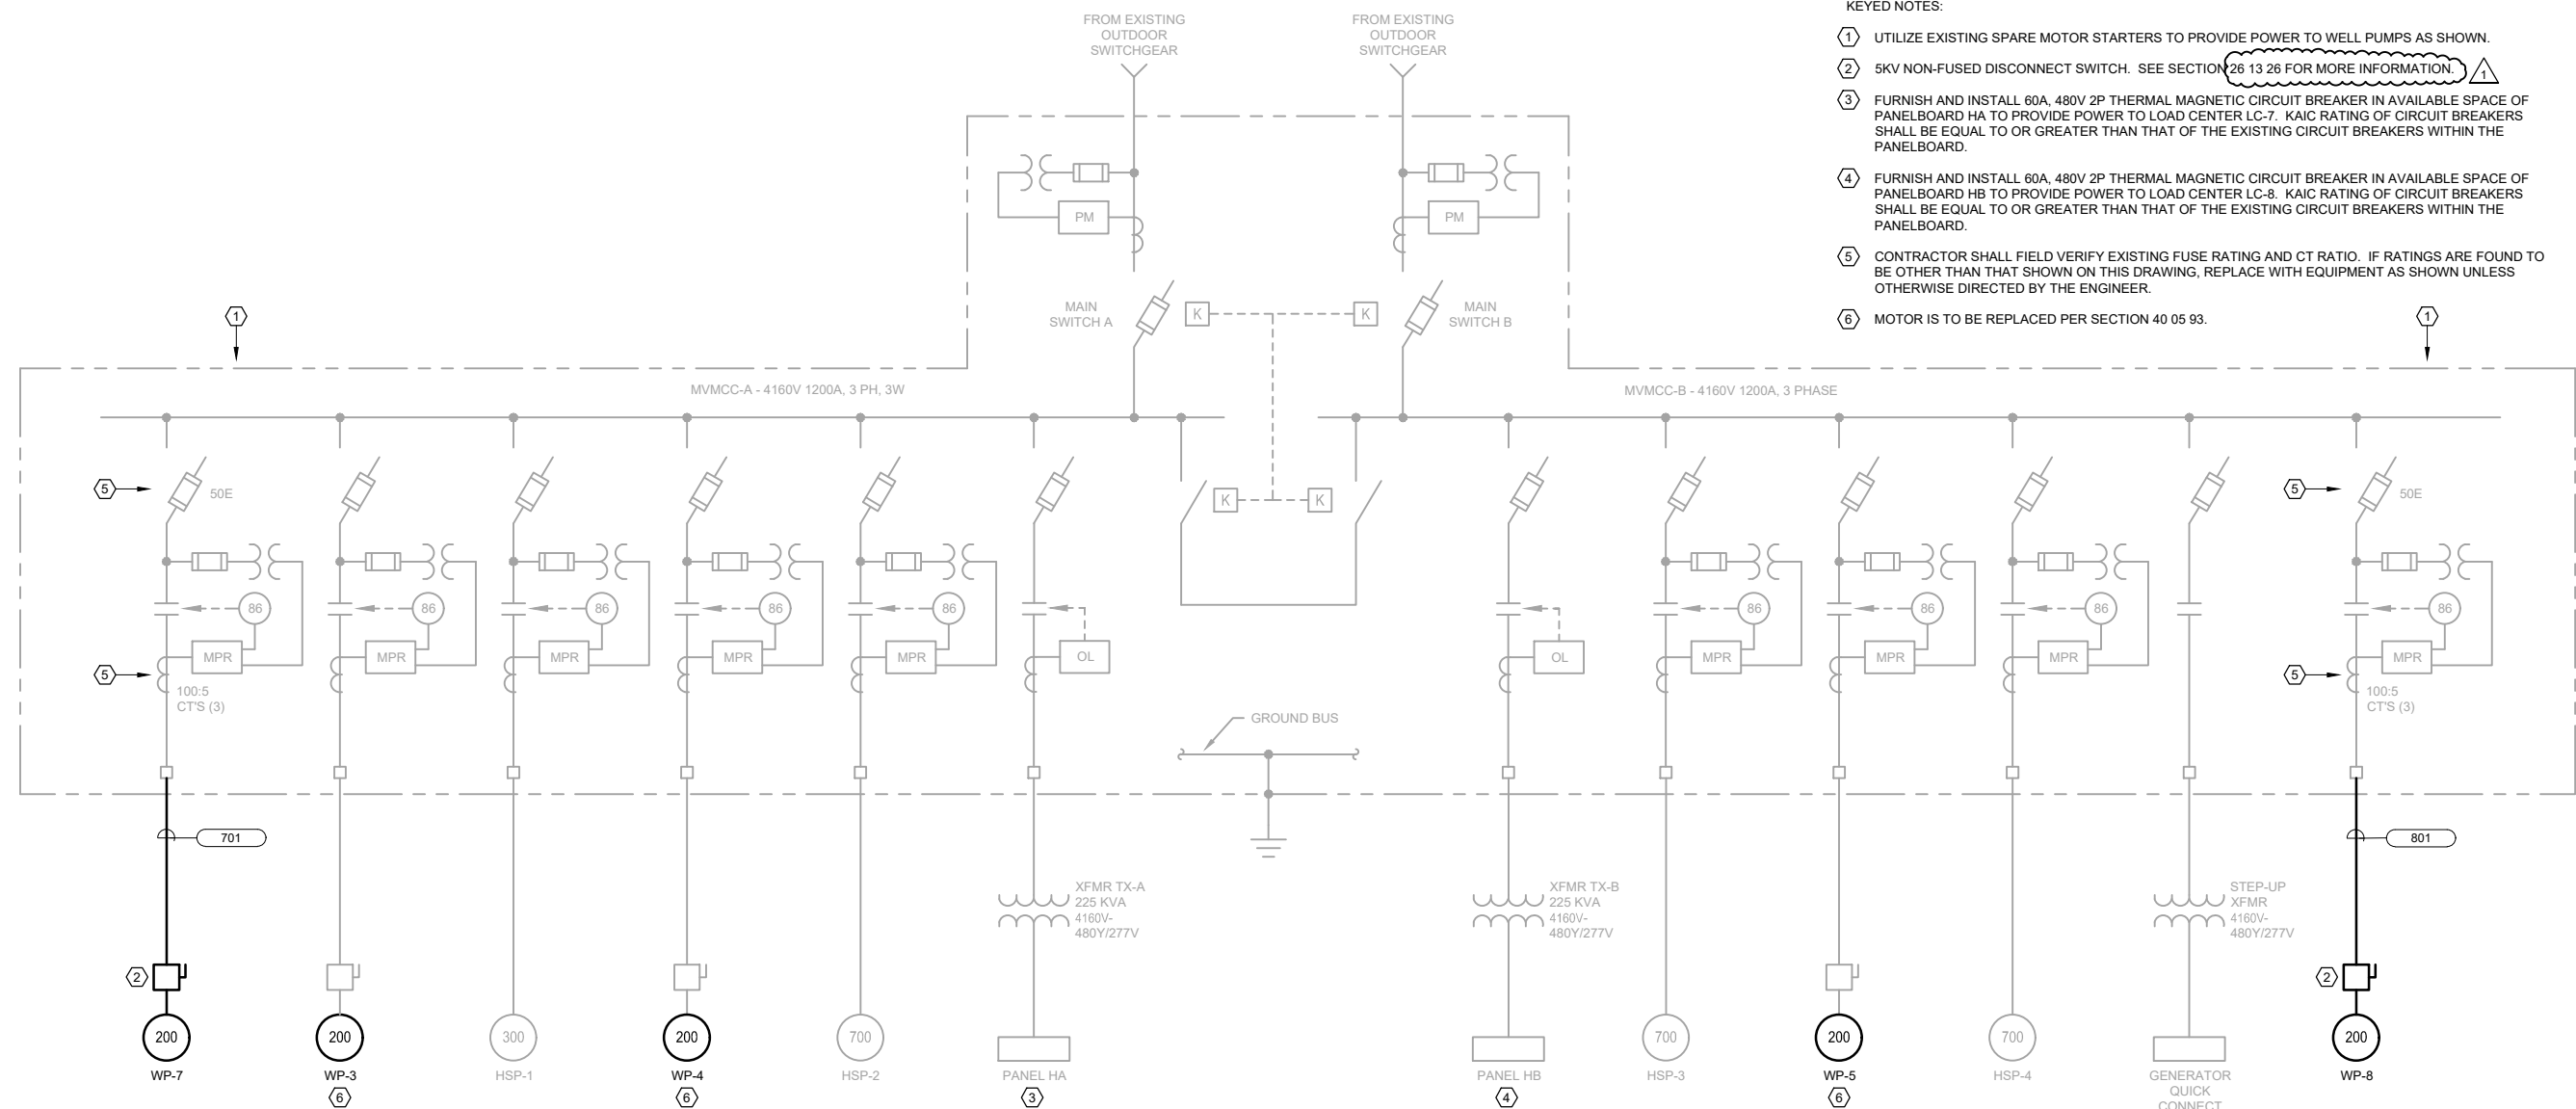 FROM EXISTING
OUTDOOR
SWITCHGEAR
FROM EXISTING
OUTDOOR
SWITCHGEAR
KEYED NOTES:
1 UTILIZE EXISTING SPARE MOTOR STARTERS TO PROVIDE POWER TO WELL PUMPS AS SHOWN.
2 5KV NON-FUSED DISCONNECT SWITCH. SEE SECTION 26 13 26 FOR MORE INFORMATION. 1
3 FURNISH AND INSTALL 60A, 480V 2P THERMAL MAGNETIC CIRCUIT BREAKER IN AVAILABLE SPACE OF
PANELBOARD HA TO PROVIDE POWER TO LOAD CENTER LC-7. KAIC RATING OF CIRCUIT BREAKERS
SHALL BE EQUAL TO OR GREATER THAN THAT OF THE EXISTING CIRCUIT BREAKERS WITHIN THE
PANELBOARD.
4 FURNISH AND INSTALL 60A, 480V 2P THERMAL MAGNETIC CIRCUIT BREAKER IN AVAILABLE SPACE OF
PANELBOARD HB TO PROVIDE POWER TO LOAD CENTER LC-8. KAIC RATING OF CIRCUIT BREAKERS
SHALL BE EQUAL TO OR GREATER THAN THAT OF THE EXISTING CIRCUIT BREAKERS WITHIN THE
PANELBOARD.
5 CONTRACTOR SHALL FIELD VERIFY EXISTING FUSE RATING AND CT RATIO. IF RATINGS ARE FOUND TO
BE OTHER THAN THAT SHOWN ON THIS DRAWING, REPLACE WITH EQUIPMENT AS SHOWN UNLESS
OTHERWISE DIRECTED BY THE ENGINEER.
6 MOTOR IS TO BE REPLACED PER SECTION 40 05 93.
PM
PM
MAIN
SWITCH A
K
K
MAIN
SWITCH B
1
1
MVMCC-A - 4160V 1200A, 3 PH, 3W
MVMCC-B - 4160V 1200A, 3 PHASE
5
50E
K
K
5
50E
86
86
86
86
86
86
86
86
86
MPR
MPR
MPR
MPR
MPR
OL
OL
MPR
MPR
MPR
MPR
5
100:5
CT'S (3)
5
100:5
CT'S (3)
GROUND BUS
701
801
XFMR TX-A
225 KVA
4160V-
480Y/277V
XFMR TX-B
225 KVA
4160V-
480Y/277V
STEP-UP
XFMR
4160V-
480Y/277V
2
2
200
200
300
200
700
700
200
700
200
WP-7
WP-3
HSP-1
WP-4
HSP-2
PANEL HA
PANEL HB
HSP-3
WP-5
HSP-4
GENERATOR
QUICK
CONNECT
WP-8
6
6
3
4
6